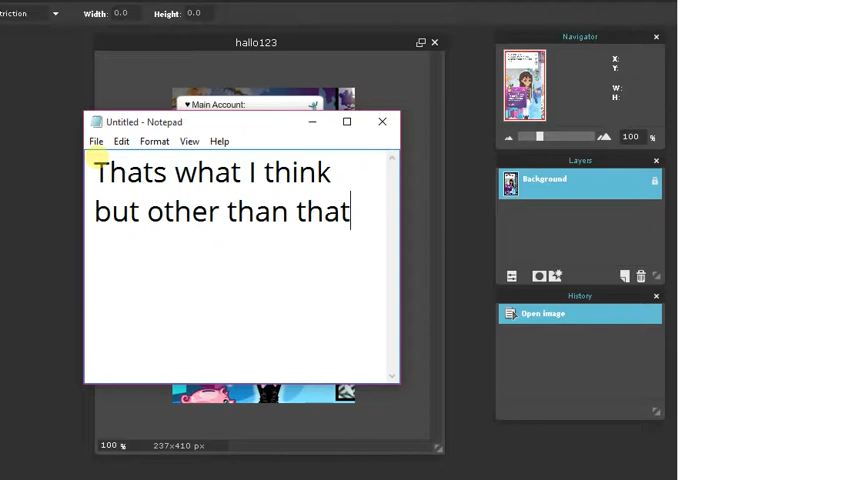 triction Width: 0.0 Height: 0.0
hallo123
♥ Main Account:
Untitled - Notepad
File Edit Format View Help
Thats what I think
but other than that
100 % 237x410 px
Navigator
X:
Y:
W:
H:
100 %
Layers
Background
History
Open image